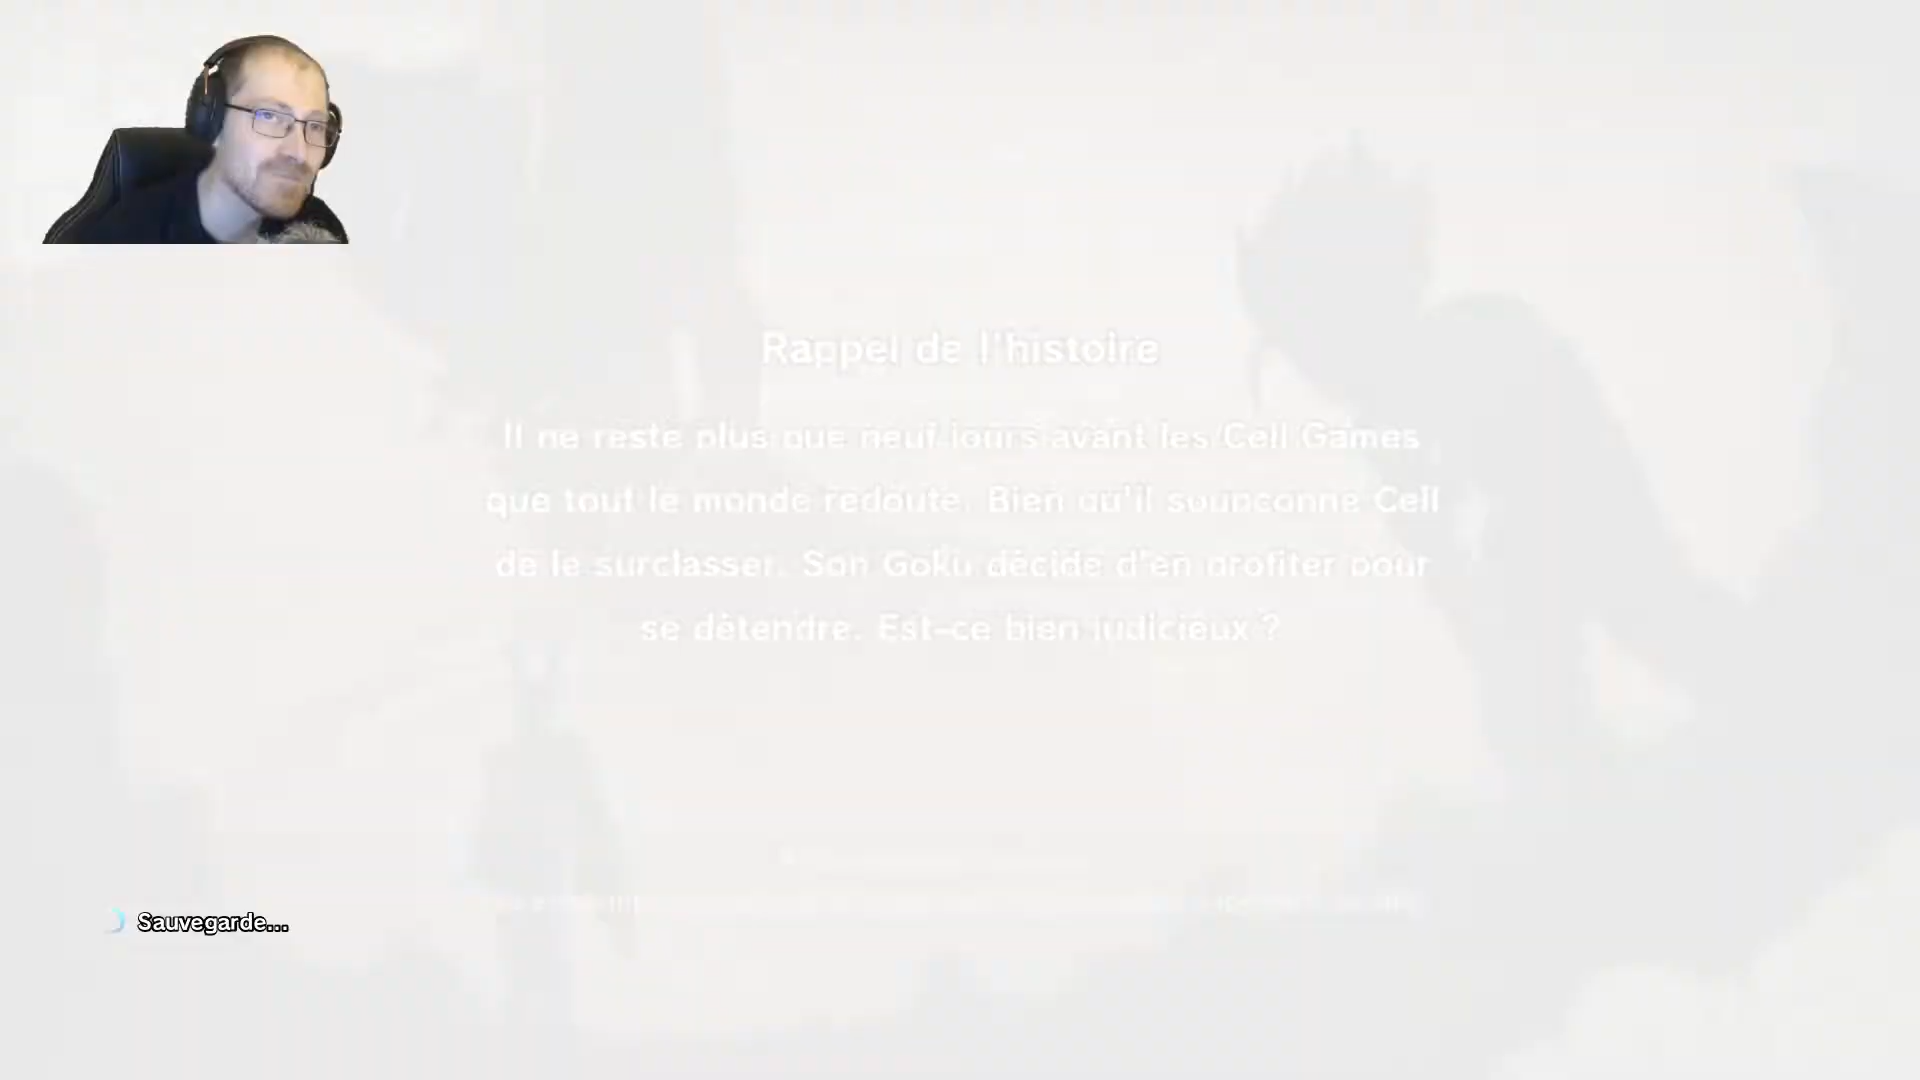 Rappel de l'histoire
Il ne reste plus que neuf jours avant les Cell Games
que tout le monde redoute. Bien qu'il soupçonne Cell
de le surclasser, Son Goku décide d'en profiter pour
se détendre. Est-ce bien judicieux ?
Sauvegarde...